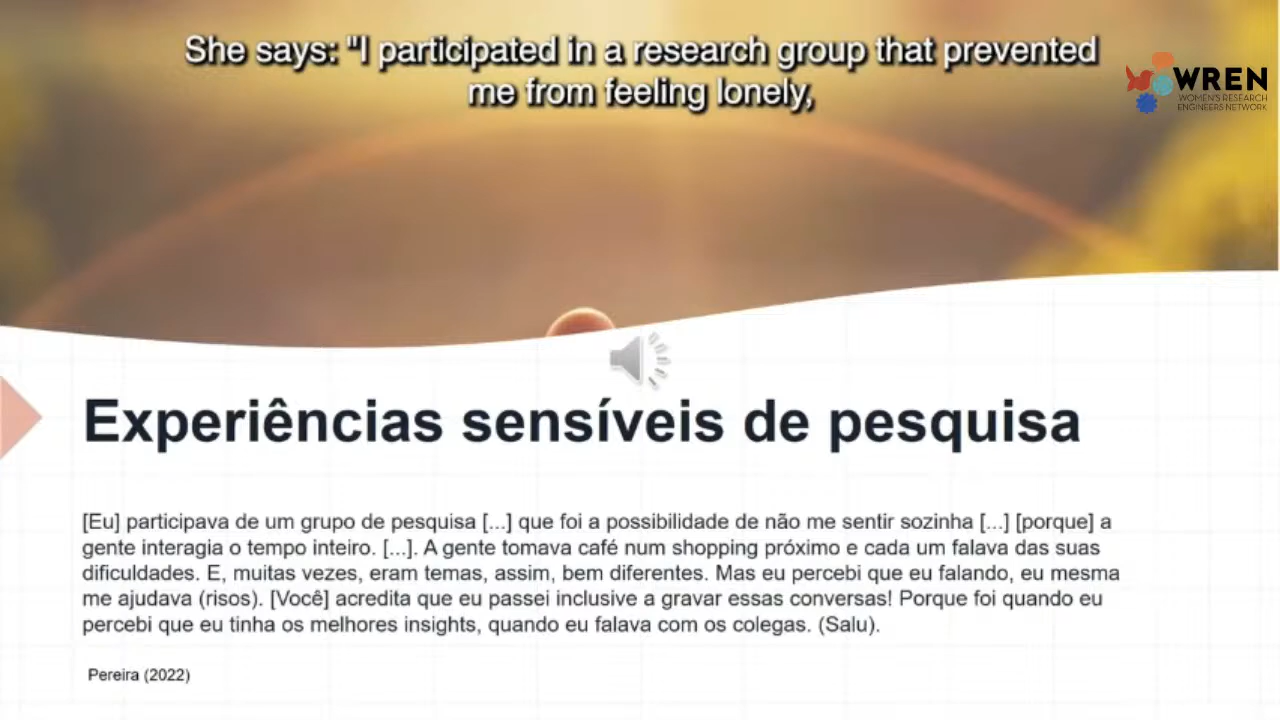 She says: "I participated in a research group that prevented
me from feeling lonely,
WREN
WOMEN'S RESEARCH
ENGINEERS NETWORK
Experiências sensíveis de pesquisa
[Eu] participava de um grupo de pesquisa [...] que foi a possibilidade de não me sentir sozinha [...] [porque] a
gente interagia o tempo inteiro. [...]. A gente tomava café num shopping próximo e cada um falava das suas
dificuldades. E, muitas vezes, eram temas, assim, bem diferentes. Mas eu percebi que eu falando, eu mesma
me ajudava (risos). [Você] acredita que eu passei inclusive a gravar essas conversas! Porque foi quando eu
percebi que eu tinha os melhores insights, quando eu falava com os colegas. (Salu).
Pereira (2022)